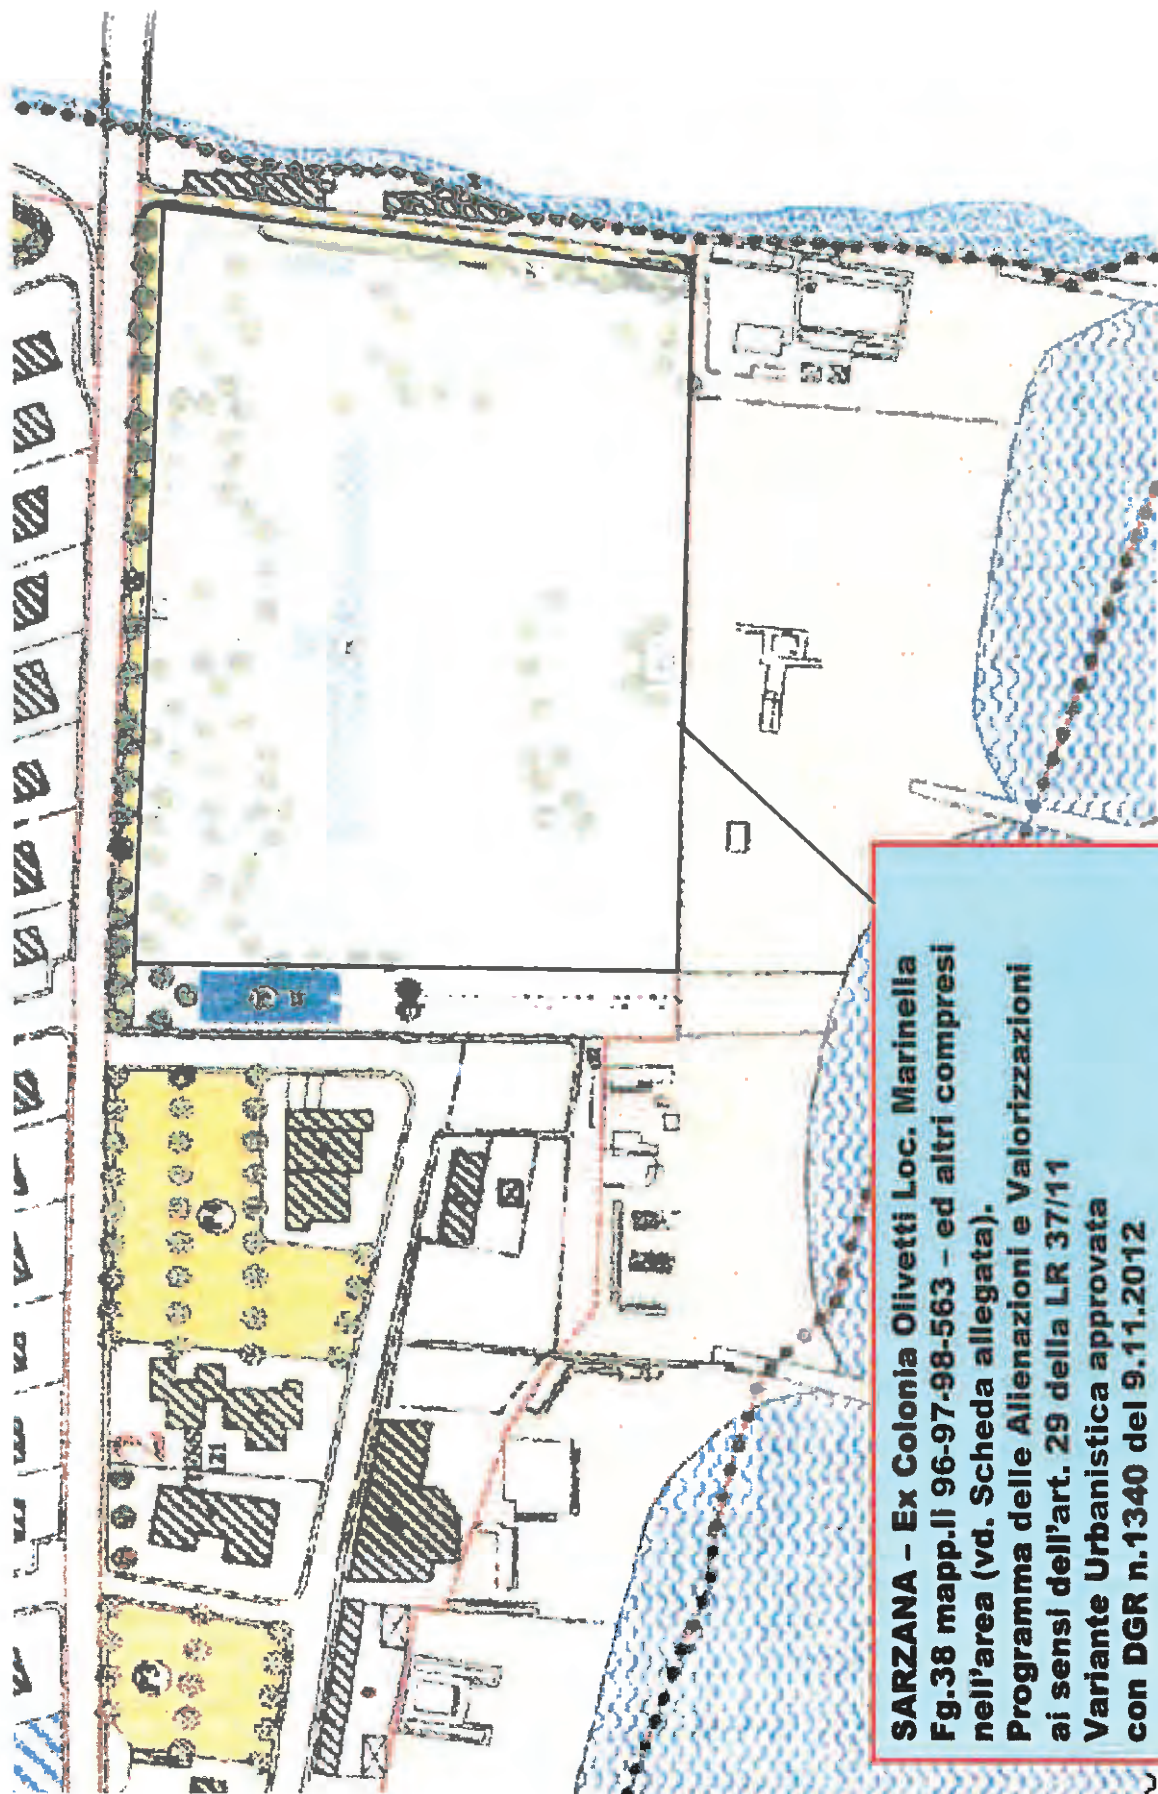 SARZANA – Ex Colonia Olivetti Loc. Marinella
Fg.38 mapp.li 96-97-98-563 – ed altri compresi
nell'area (vd. Scheda allegata).
Programma delle Alienazioni e Valorizzazioni
ai sensi dell'art. 29 della LR 37/11
Variante Urbanistica approvata
con DGR n.1340 del 9.11.2012